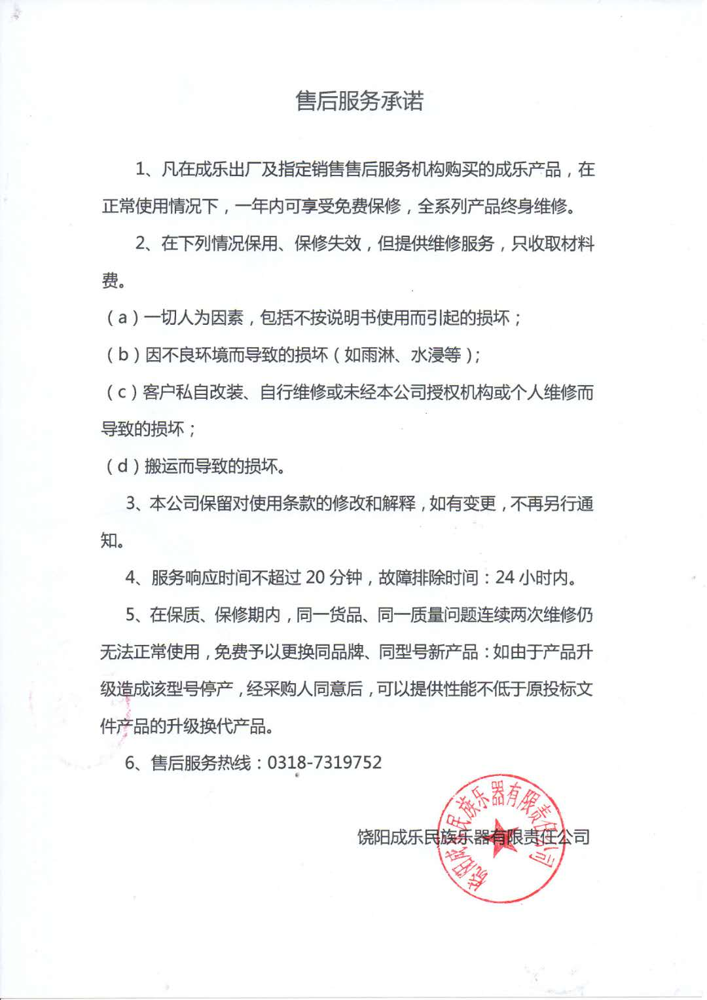 售后服务承诺
1、凡在成乐出厂及指定销售售后服务机构购买的成乐产品，在
正常使用情况下，一年内可享受免费保修，全系列产品终身维修。
2、在下列情况保用、保修失效，但提供维修服务，只收取材料
费。
（a）一切人为因素，包括不按说明书使用而引起的损坏；
（b）因不良环境而导致的损坏（如雨淋、水浸等）；
（c）客户私自改装、自行维修或未经本公司授权机构或个人维修而
导致的损坏；
（d）搬运而导致的损坏。
3、本公司保留对使用条款的修改和解释，如有变更，不再另行通
知。
4、服务响应时间不超过 20 分钟，故障排除时间：24 小时内。
5、在保质、保修期内，同一货品、同一质量问题连续两次维修仍
无法正常使用，免费予以更换同品牌、同型号新产品：如由于产品升
级造成该型号停产，经采购人同意后，可以提供性能不低于原投标文
件产品的升级换代产品。
6、售后服务热线：0318-7319752
饶阳成乐民族乐器有限责任公司
饶阳成乐民族乐器有限责任公司